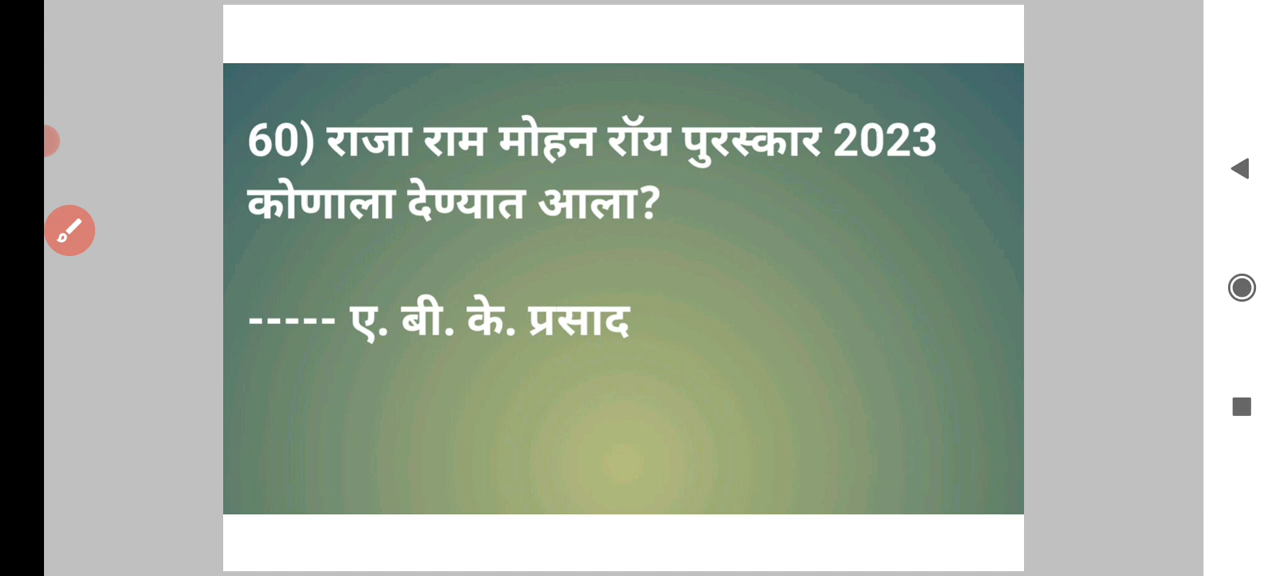 60) राजा राम मोहन रॉय पुरस्कार 2023
कोणाला देण्यात आला?
----- ए. बी. के. प्रसाद